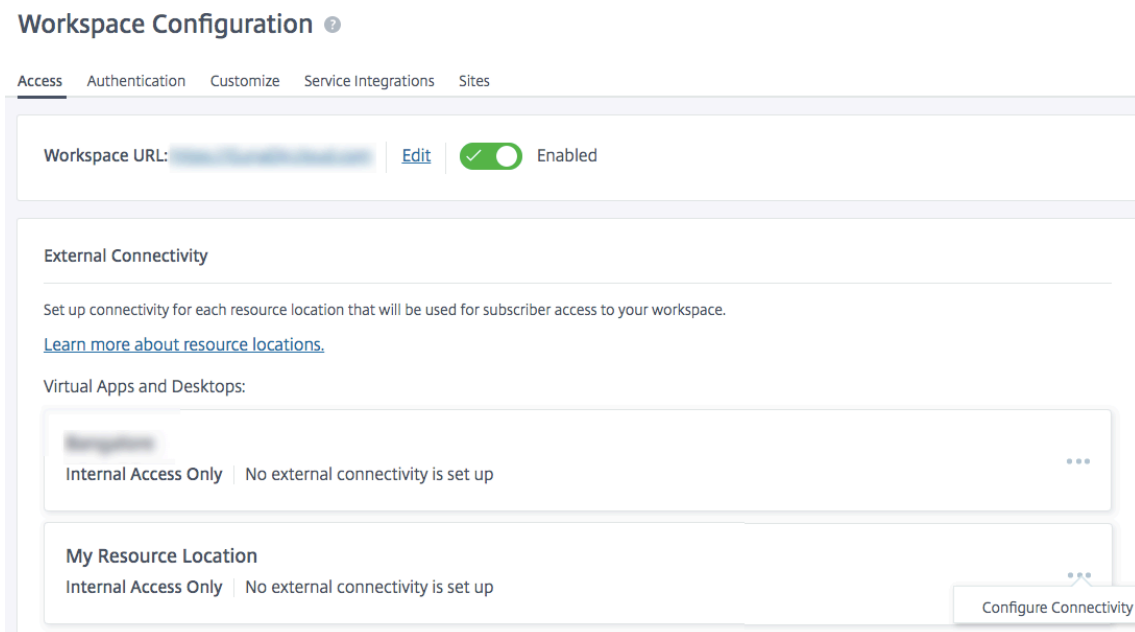 Workspace Configuration ?
Access Authentication Customize Service Integrations Sites
Workspace URL: Edit Enabled
External Connectivity
Set up connectivity for each resource location that will be used for subscriber access to your workspace.
Learn more about resource locations.
Virtual Apps and Desktops:
Internal Access Only No external connectivity is set up
My Resource Location
Internal Access Only No external connectivity is set up
Configure Connectivity